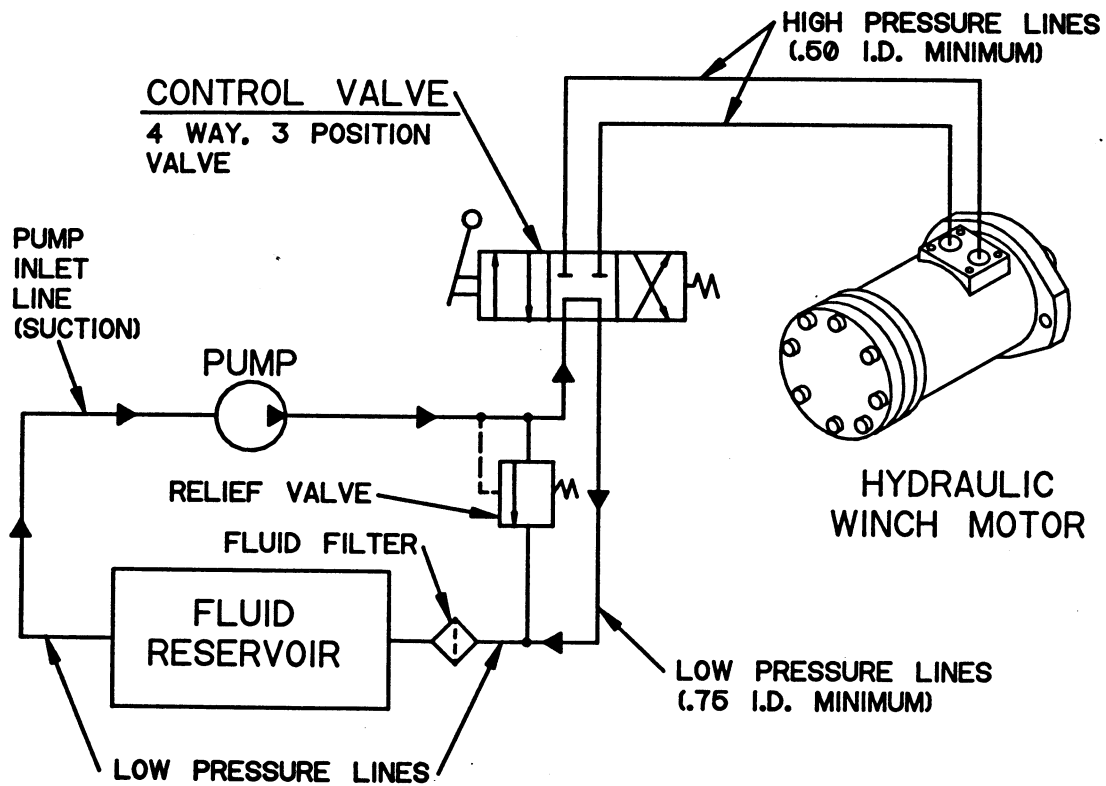 HIGH PRESSURE LINES
(.50 I.D. MINIMUM)
CONTROL VALVE
4 WAY. 3 POSITION
VALVE
PUMP
INLET
LINE
(SUCTION)
PUMP
RELIEF VALVE
HYDRAULIC
WINCH MOTOR
FLUID FILTER
FLUID
RESERVOIR
LOW PRESSURE LINES
(.75 I.D. MINIMUM)
LOW PRESSURE LINES